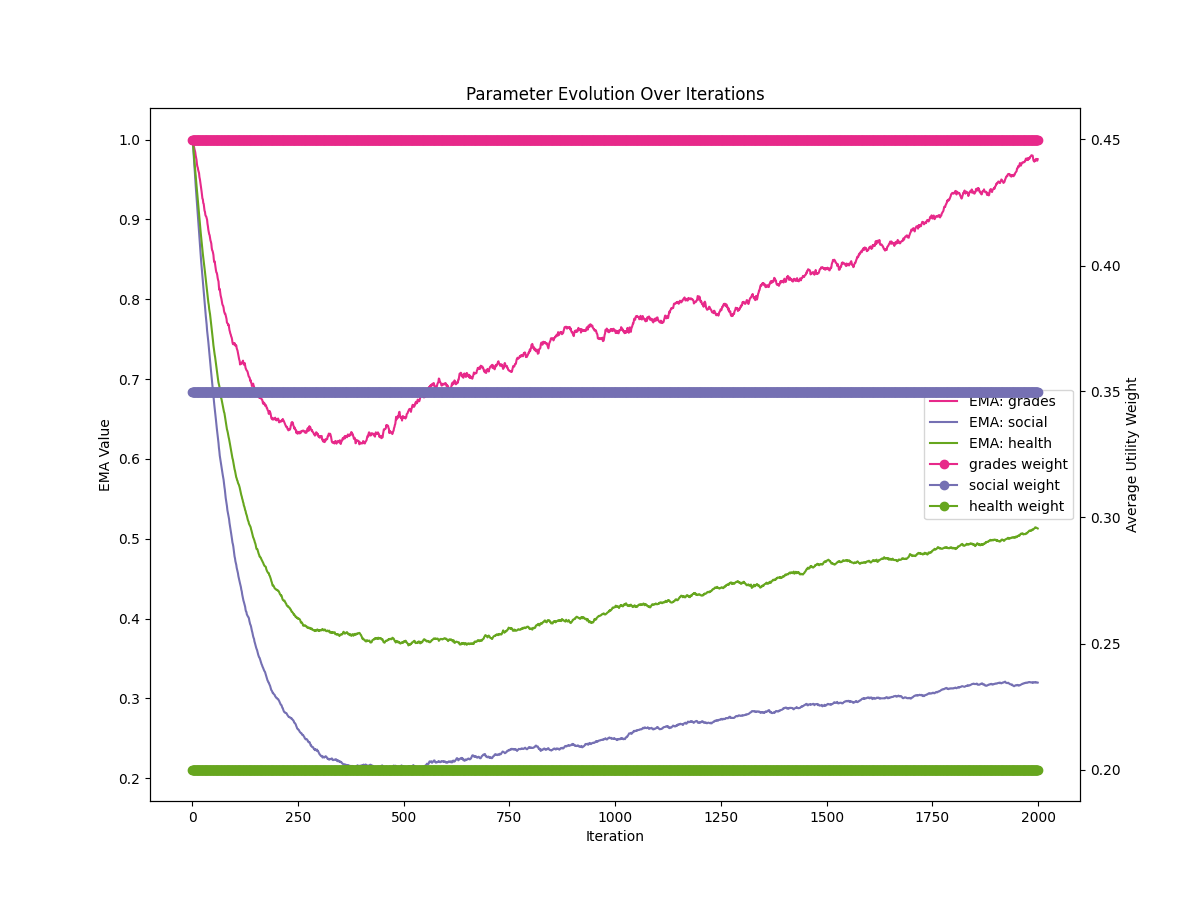 Parameter Evolution Over Iterations
1.0
0.9
0.8
0.7
0.6
0.5
0.4
0.3
0.2
EMA Value
0.45
0.40
0.35
0.30
0.25
0.20
Average Utility Weight
EMA: grades
EMA: social
EMA: health
grades weight
social weight
health weight
0 250 500 750 1000 1250 1500 1750 2000
Iteration